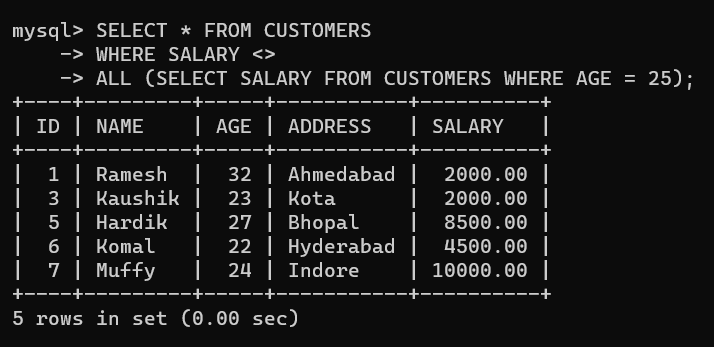 mysql> SELECT * FROM CUSTOMERS
    -> WHERE SALARY <>
    -> ALL (SELECT SALARY FROM CUSTOMERS WHERE AGE = 25);
+----+---------+-----+-----------+----------+
| ID | NAME    | AGE | ADDRESS   | SALARY   |
+----+---------+-----+-----------+----------+
|  1 | Ramesh  |  32 | Ahmedabad |  2000.00 |
|  3 | Kaushik |  23 | Kota      |  2000.00 |
|  5 | Hardik  |  27 | Bhopal    |  8500.00 |
|  6 | Komal   |  22 | Hyderabad |  4500.00 |
|  7 | Muffy   |  24 | Indore    | 10000.00 |
+----+---------+-----+-----------+----------+
5 rows in set (0.00 sec)